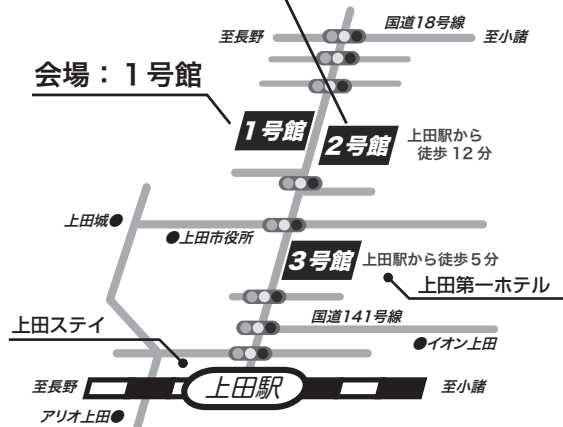 国道18号線
至長野
至小諸
会場：１号館
1号館
2号館
上田駅から
徒歩 12 分
上田城
上田市役所
3号館
上田駅から徒歩５分
上田第一ホテル
国道141号線
上田ステイ
イオン上田
至長野
上田駅
至小諸
アリオ上田